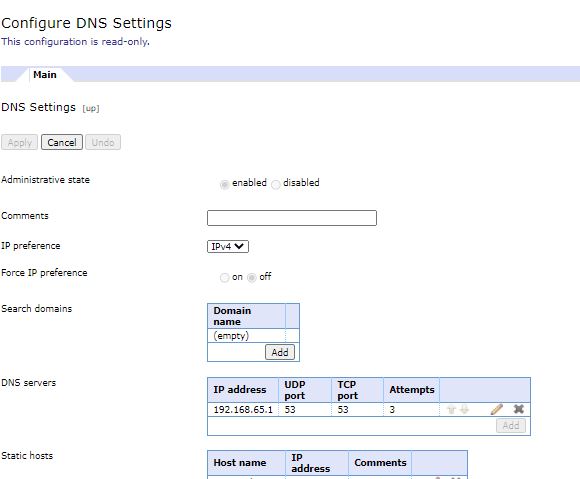 Configure DNS Settings
This configuration is read-only.
Main
DNS Settings [up]
Apply Cancel Undo
Administrative state enabled disabled
Comments
IP preference IPv4
Force IP preference on off
Search domains
Domain
name
(empty)
Add
DNS servers
IP address UDP port TCP port Attempts
192.168.65.1 53 53 3
Add
Static hosts
Host name IP address Comments